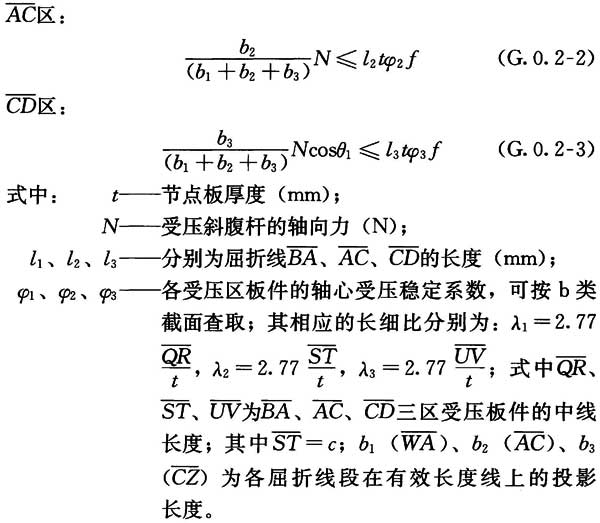 $\overline{AC}$区：
$\frac{b_2}{(b_1+b_2+b_3)}N \leqslant l_2 t\varphi_2 f$ (G.0.2-2)
$\overline{CD}$区：
$\frac{b_3}{(b_1+b_2+b_3)}N\cos\theta_1 \leqslant l_3 t\varphi_3 f$ (G.0.2-3)
式中： t——节点板厚度（mm）；
N——受压斜腹杆的轴向力（N）；
$l_1$、$l_2$、$l_3$——分别为屈折线$\overline{BA}$、$\overline{AC}$、$\overline{CD}$的长度（mm）；
$\varphi_1$、$\varphi_2$、$\varphi_3$——各受压区板件的轴心受压稳定系数，可按 b 类
截面查取；其相应的长细比分别为：$\lambda_1=2.77$
$\frac{\overline{QR}}{t}$，$\lambda_2=2.77\frac{\overline{ST}}{t}$，$\lambda_3=2.77\frac{\overline{UV}}{t}$；式中$\overline{QR}$、
$\overline{ST}$、$\overline{UV}$为$\overline{BA}$、$\overline{AC}$、$\overline{CD}$三区受压板件的中线
长度；其中$\overline{ST}=c$；$b_1$（$\overline{WA}$）、$b_2$（$\overline{AC}$）、$b_3$
（$\overline{CZ}$）为各屈折线段在有效长度线上的投影
长度。